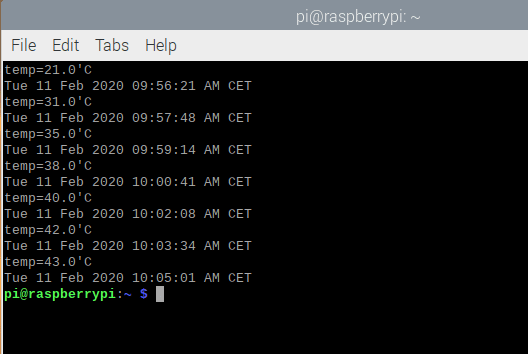 pi@raspberrypi: ~
File Edit Tabs Help
temp=21.0'C
Tue 11 Feb 2020 09:56:21 AM CET
temp=31.0'C
Tue 11 Feb 2020 09:57:48 AM CET
temp=35.0'C
Tue 11 Feb 2020 09:59:14 AM CET
temp=38.0'C
Tue 11 Feb 2020 10:00:41 AM CET
temp=40.0'C
Tue 11 Feb 2020 10:02:08 AM CET
temp=42.0'C
Tue 11 Feb 2020 10:03:34 AM CET
temp=43.0'C
Tue 11 Feb 2020 10:05:01 AM CET
pi@raspberrypi:~ $